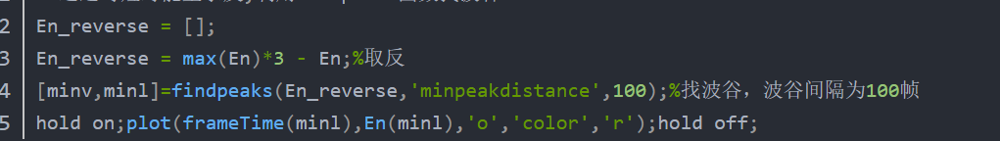 2 En_reverse = [];
3 En_reverse = max(En)*3 - En;%取反
4 [minv,minl]=findpeaks(En_reverse,'minpeakdistance',100);%找波谷，波谷间隔为100帧
5 hold on;plot(frameTime(minl),En(minl),'o','color','r');hold off;